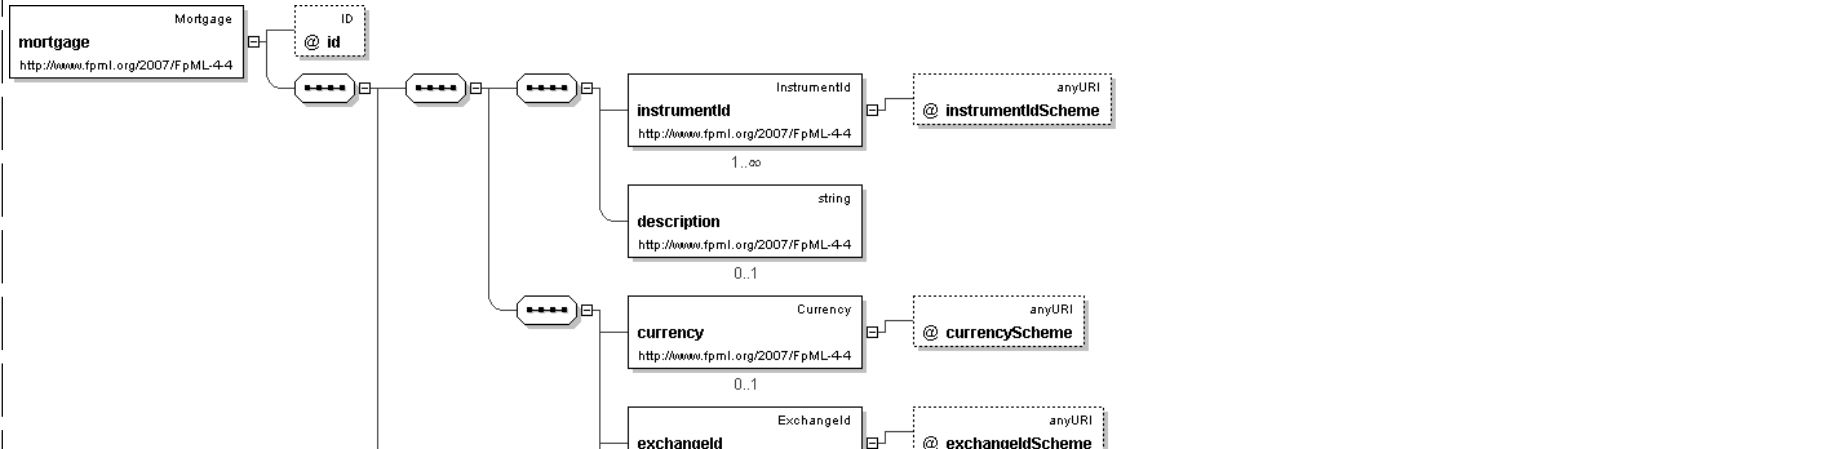 Mortgage
mortgage
http://www.fpml.org/2007/FpML-4-4
ID
@ id
InstrumentId
instrumentId
http://www.fpml.org/2007/FpML-4-4
1..∞
anyURI
@ instrumentIdScheme
string
description
http://www.fpml.org/2007/FpML-4-4
0..1
Currency
currency
http://www.fpml.org/2007/FpML-4-4
0..1
anyURI
@ currencyScheme
ExchangeId
exchangeId
anyURI
@ exchangeIdScheme